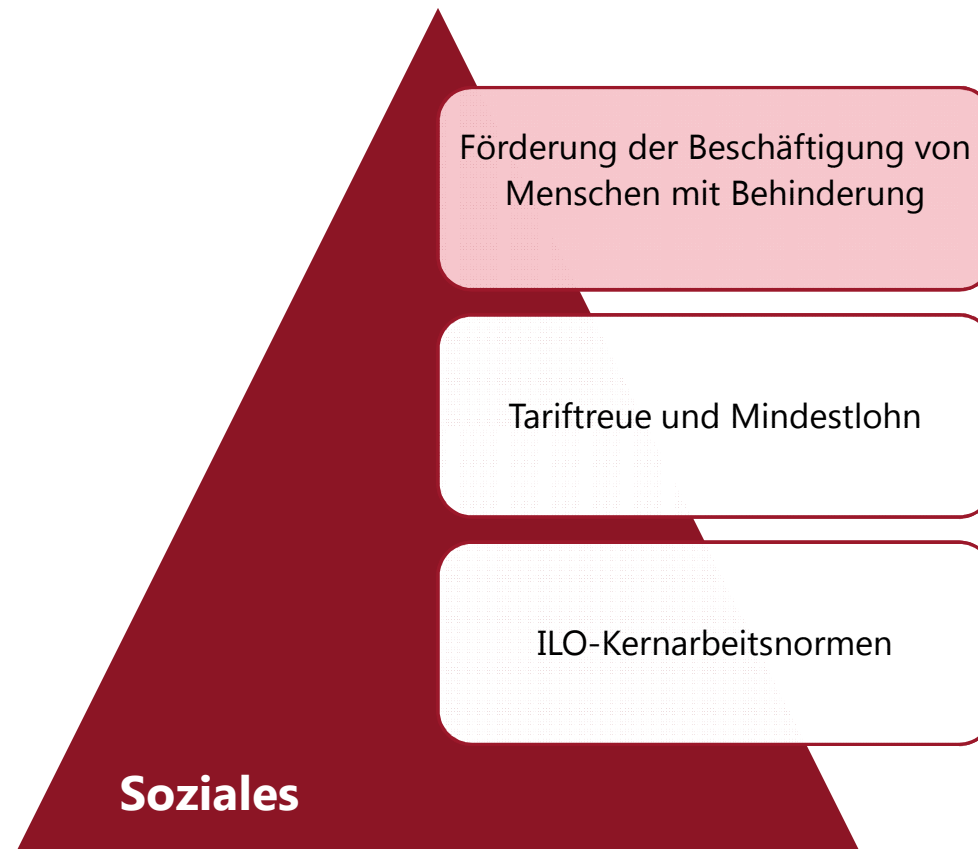 Förderung der Beschäftigung von
Menschen mit Behinderung
Tariftreue und Mindestlohn
ILO-Kernarbeitsnormen
Soziales